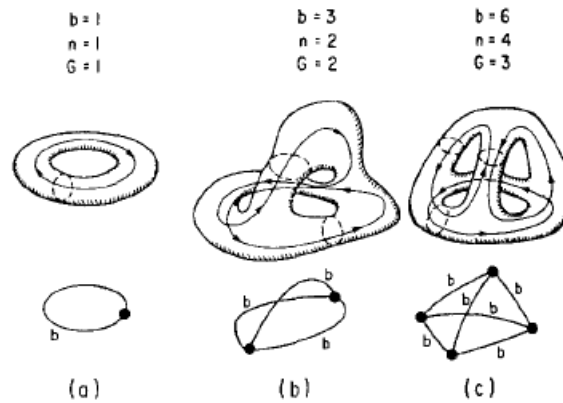 b = 1
n = 1
G = 1
b = 3
n = 2
G = 2
b = 6
n = 4
G = 3
b
b
b
b
b
b
b
b
b
b
(a)
(b)
(c)